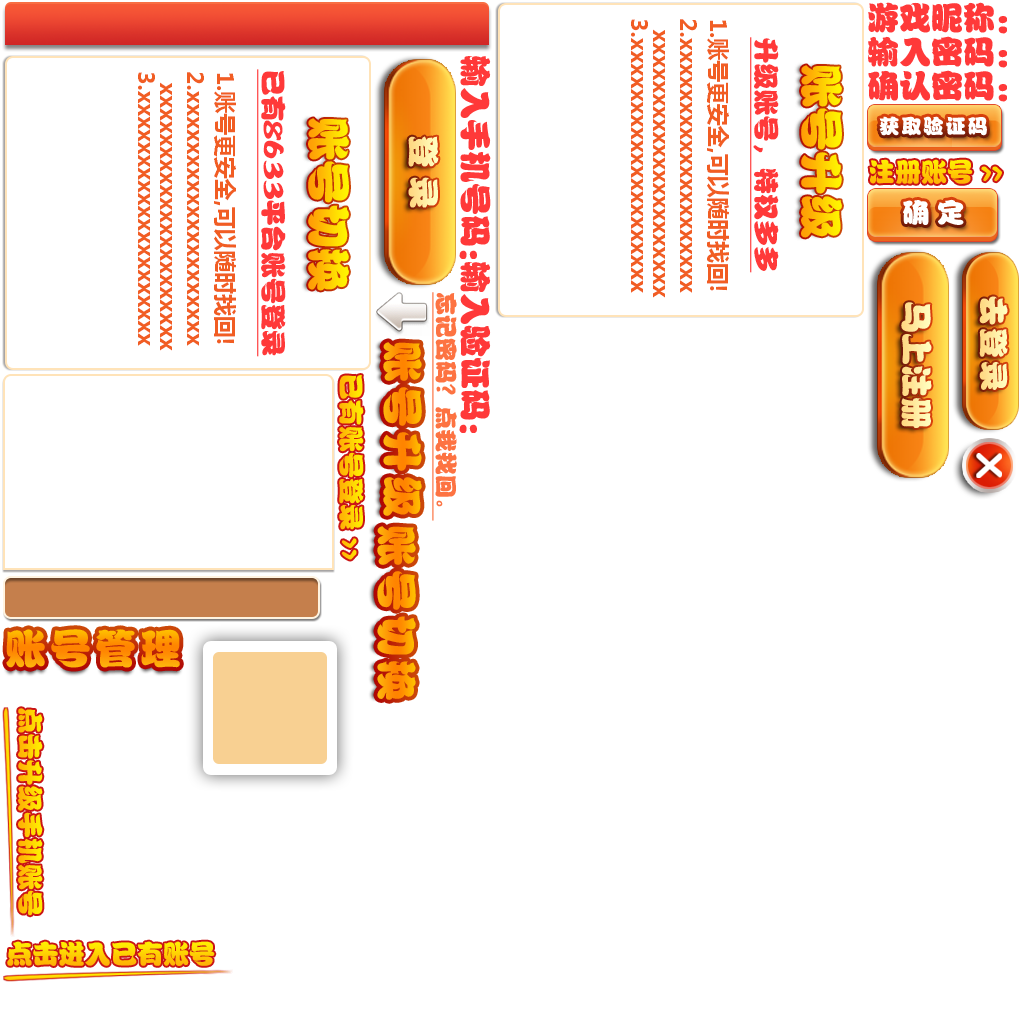 游戏昵称:
输入密码:
确认密码:
获取验证码
注册账号 >>
确 定
去登录
马上注册
账号升级
升级账号，特权多多
1.账号更安全,可以随时找回!
2.xxxxxxxxxxxxxxxxxxxxx
xxxxxxxxxxxxxxxxxxxxx
3.xxxxxxxxxxxxxxxxxxxxx
输入手机号码:
输入验证码:
登 录
忘记密码？点我找回。
账号升级
账号切换
账号切换
已有8633平台账号登录
1.账号更安全,可以随时找回!
2.xxxxxxxxxxxxxxxxxxxxx
xxxxxxxxxxxxxxxxxxxxx
3.xxxxxxxxxxxxxxxxxxxxx
已有账号登录 >>
账号管理
点击升级手机账号
点击进入已有账号